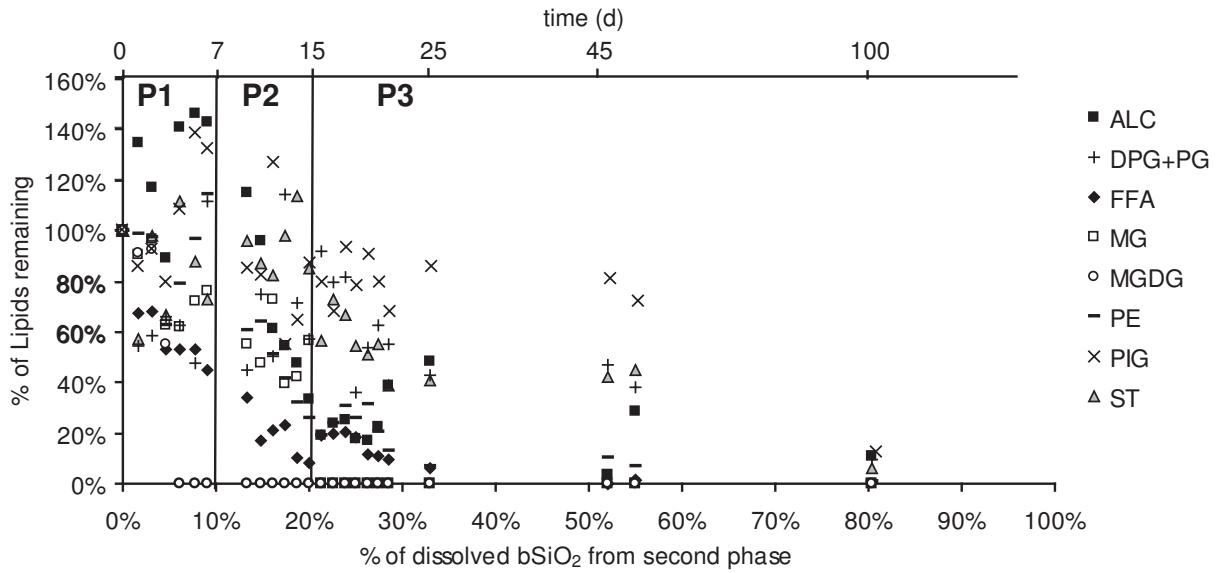 time (d)
0 7 15 25 45 100
160%
140%
120%
100%
80%
60%
40%
20%
0%
% of Lipids remaining
P1 P2 P3
ALC
DPG+PG
FFA
MG
MGDG
PE
PIG
ST
0% 10% 20% 30% 40% 50% 60% 70% 80% 90% 100%
% of dissolved bSiO₂ from second phase